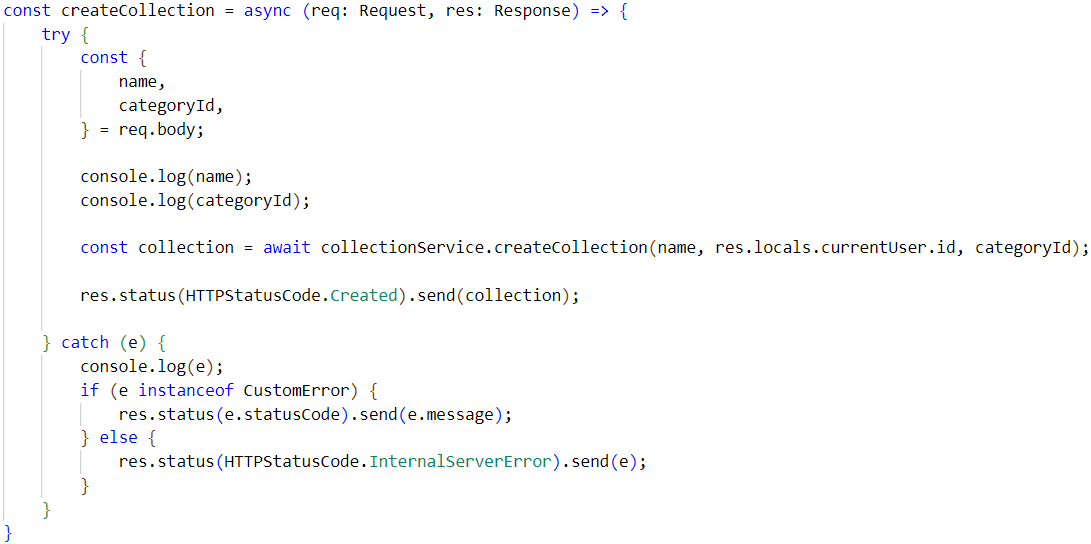 const createCollection = async (req: Request, res: Response) => {
    try {
        const {
            name,
            categoryId,
        } = req.body;

        console.log(name);
        console.log(categoryId);

        const collection = await collectionService.createCollection(name, res.locals.currentUser.id, categoryId);

        res.status(HTTPStatusCode.Created).send(collection);

    } catch (e) {
        console.log(e);
        if (e instanceof CustomError) {
            res.status(e.statusCode).send(e.message);
        } else {
            res.status(HTTPStatusCode.InternalServerError).send(e);
        }
    }
}